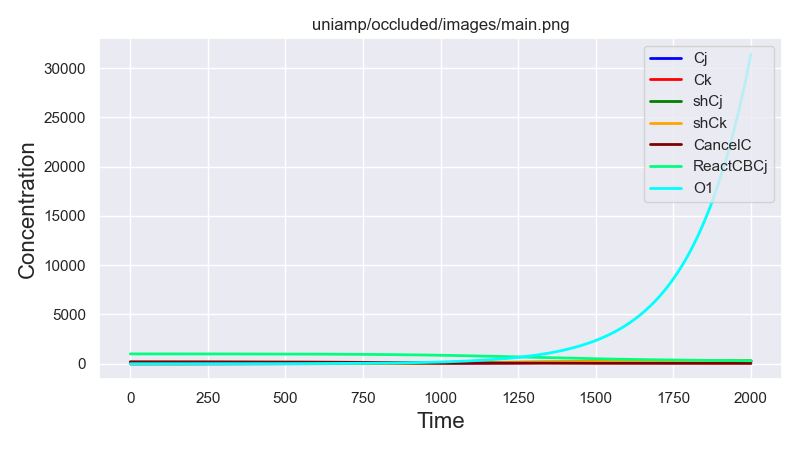 uniamp/occluded/images/main.png
30000
25000
20000
15000
10000
5000
0
Concentration
Cj
Ck
shCj
shCk
CancelC
ReactCBCj
O1
0 250 500 750 1000 1250 1500 1750 2000
Time